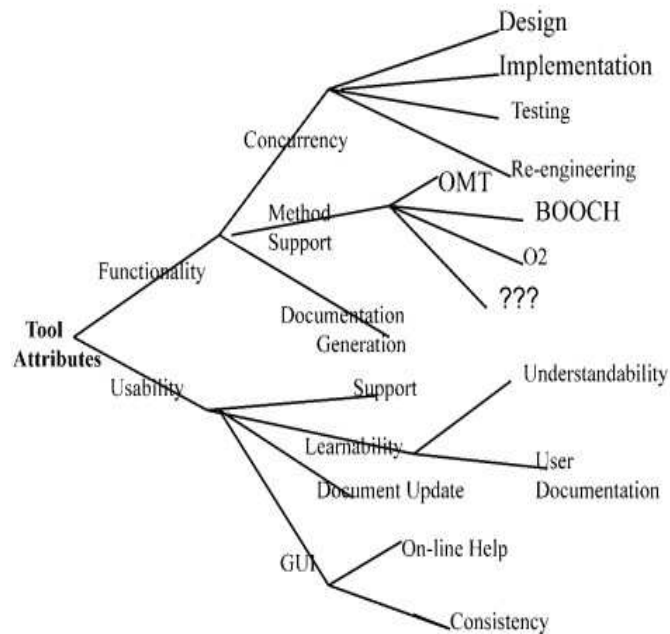 Design
Implementation
Concurrency
Testing
Re-engineering
OMT
Method
Support
BOOCH
O2
Functionality
???
Documentation
Generation
Tool
Attributes
Usability
Support
Understandability
Learnability
User
Documentation
Document Update
GUI
On-line Help
Consistency